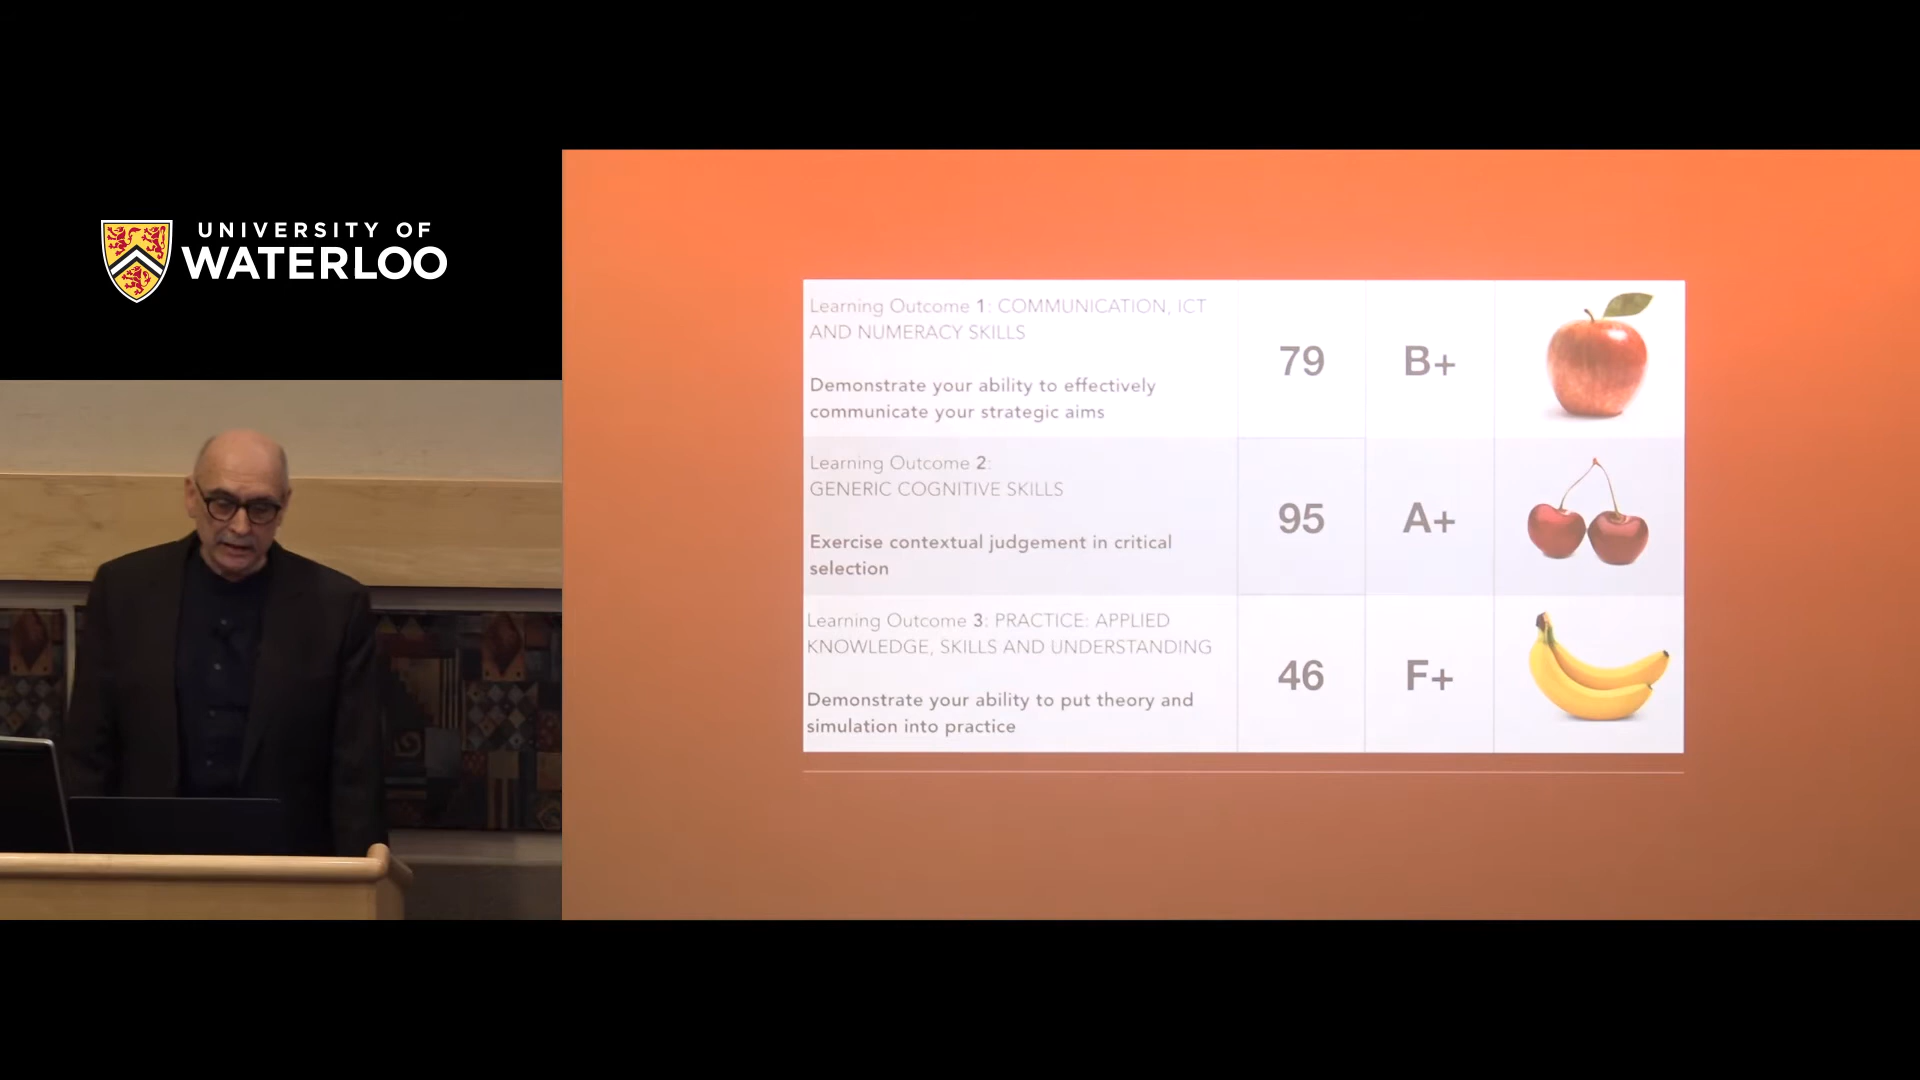 UNIVERSITY OF
WATERLOO
Learning Outcome 1: COMMUNICATION, ICT
AND NUMERACY SKILLS
Demonstrate your ability to effectively
communicate your strategic aims
79
B+
Learning Outcome 2:
GENERIC COGNITIVE SKILLS
Exercise contextual judgement in critical
selection
95
A+
Learning Outcome 3: PRACTICE: APPLIED
KNOWLEDGE, SKILLS AND UNDERSTANDING
Demonstrate your ability to put theory and
simulation into practice
46
F+